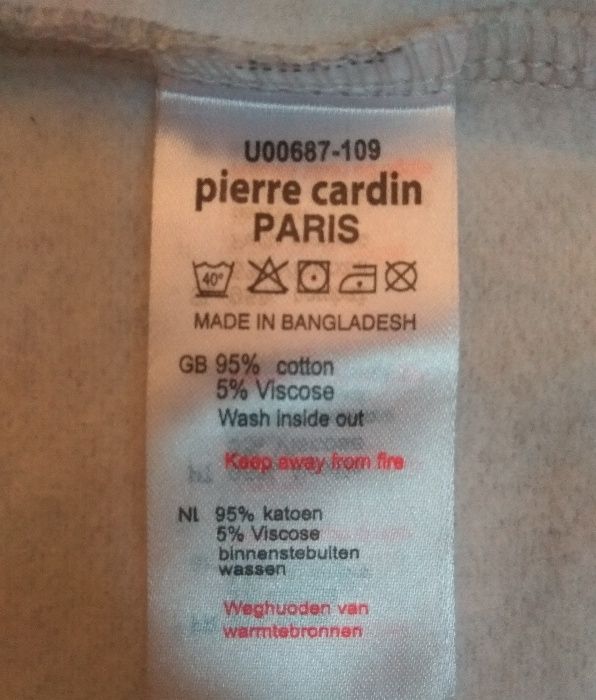 U00687-109
pierre cardin
PARIS
40°
MADE IN BANGLADESH
GB 95% cotton
5% Viscose
Wash inside out
Keep away from fire
NL 95% katoen
5% Viscose
binnenstebuiten
wassen
Weghuoden van
warmtebronnen